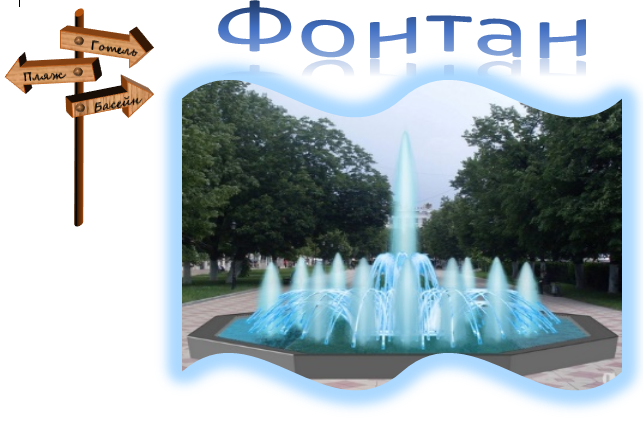 Фонтан
Готель
Пляж
Басейн